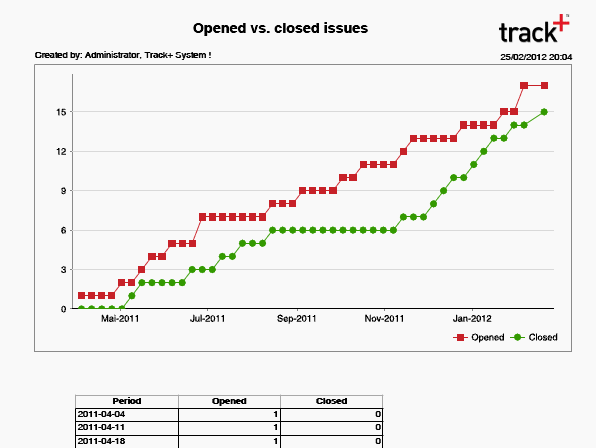 Opened vs. closed issues
track+
Created by: Administrator, Track+ System !
25/02/2012 20:04
15
12
9
6
3
0
Mai-2011 Jul-2011 Sep-2011 Nov-2011 Jan-2012
Opened Closed
Period Opened Closed
2011-04-04 1 0
2011-04-11 1 0
2011-04-18 1 0